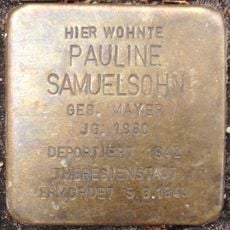 HIER WOHNTE
PAULINE
SAMUELSOHN
GEB. MAYER
JG.
DEPORTIERT 1942
THERESIENSTADT
ERMORDET